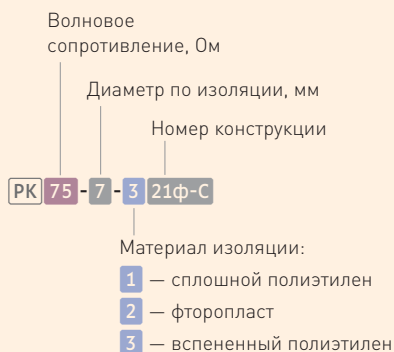 Волновое
сопротивление, Ом
Диаметр по изоляции, мм
Номер конструкции
РК 75 - 7 - 3 21ф-С
Материал изоляции:
1 — сплошной полиэтилен
2 — фторопласт
3 — вспененный полиэтилен